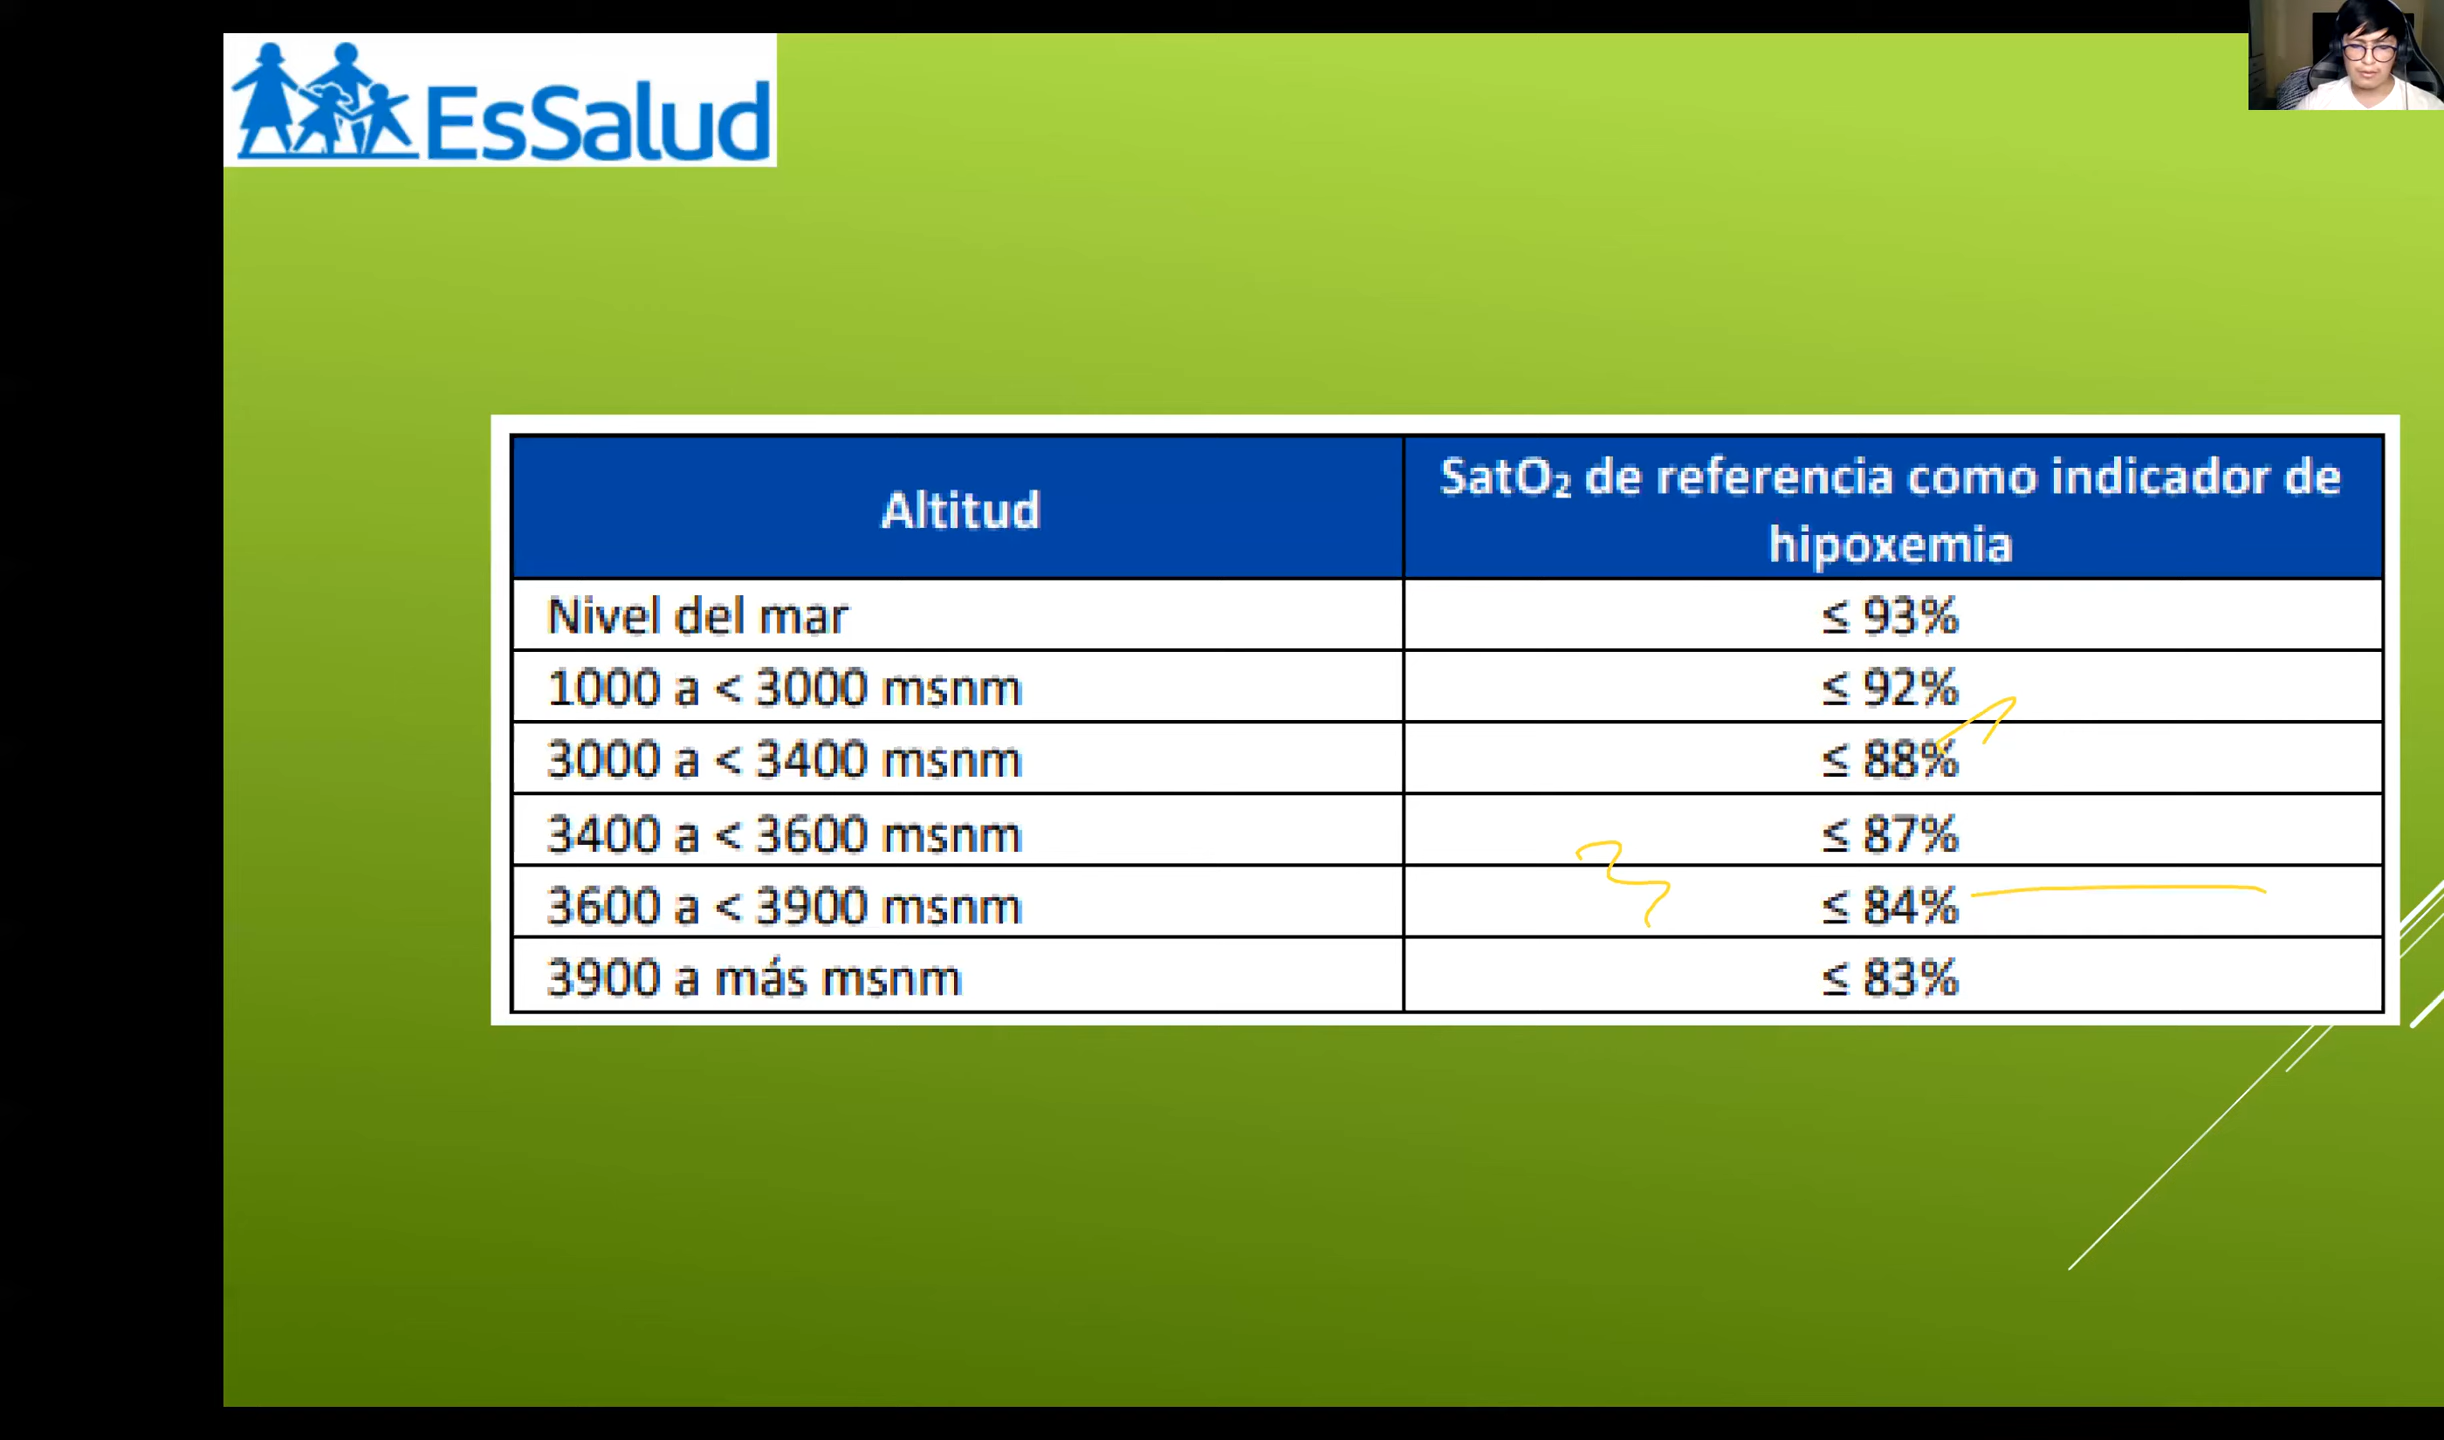 EsSalud
Altitud
SatO₂ de referencia como indicador de
hipoxemia
Nivel del mar
≤ 93%
1000 a < 3000 msnm
≤ 92%
3000 a < 3400 msnm
≤ 88%
3400 a < 3600 msnm
≤ 87%
3600 a < 3900 msnm
≤ 84%
3900 a más msnm
≤ 83%